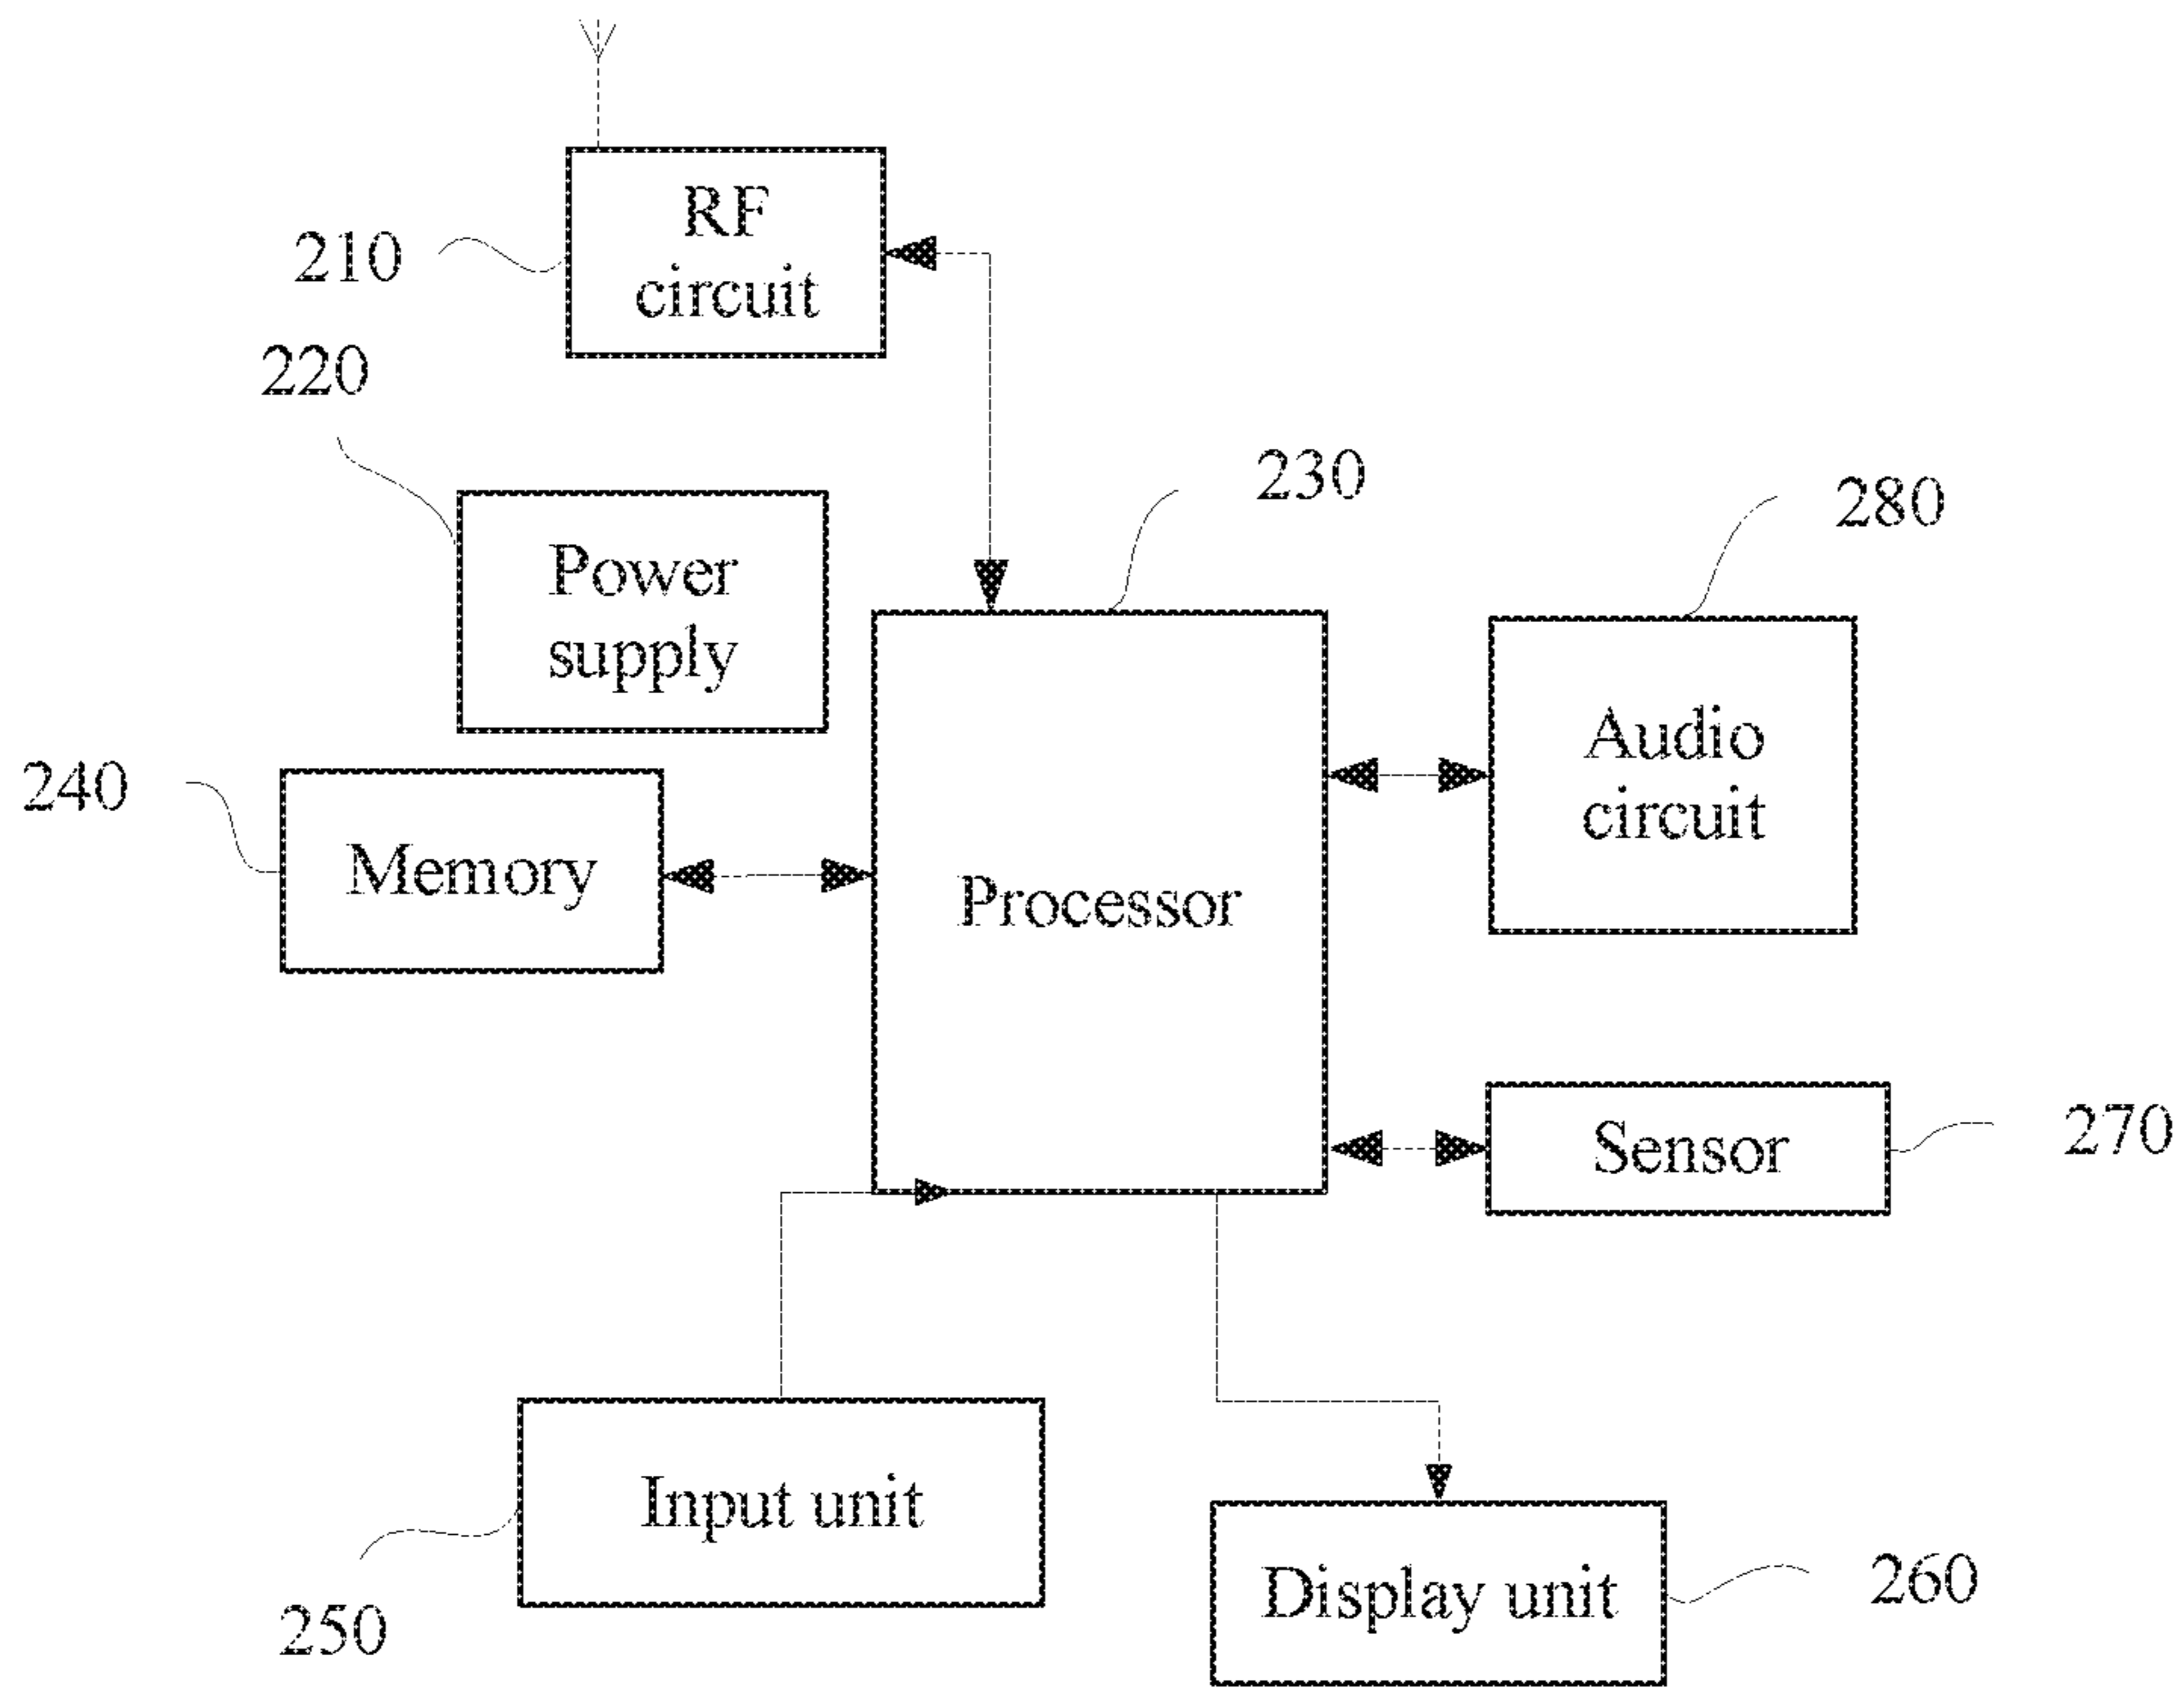 RF
circuit
210
220
Power
supply
230
280
Audio
circuit
240
Memory
Processor
Sensor
270
Input unit
250
Display unit
260